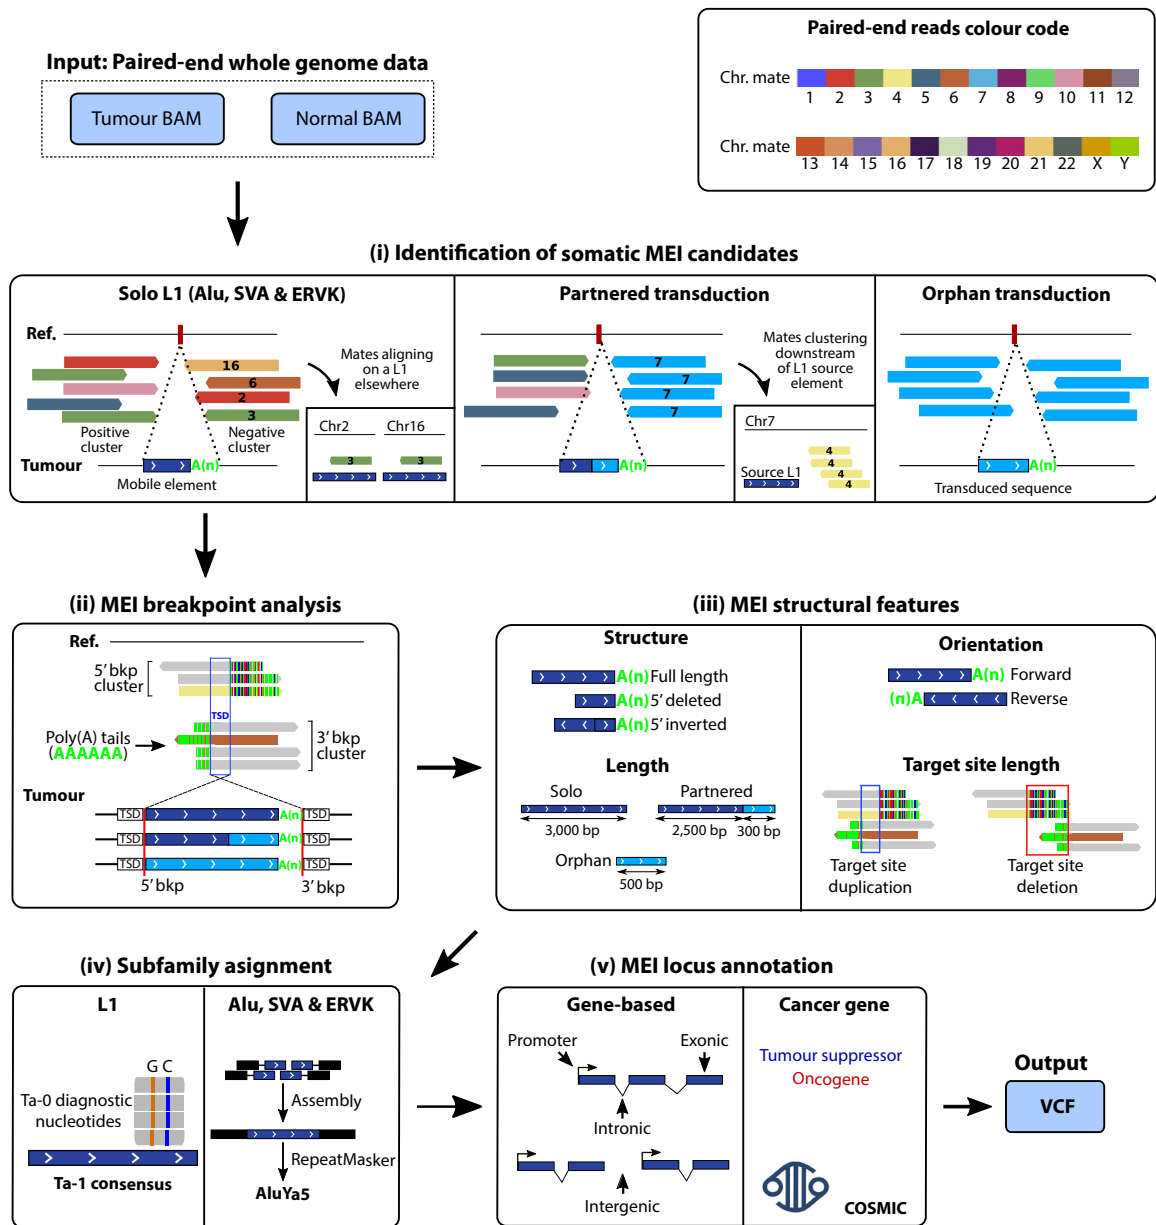 Paired-end reads colour code
Chr. mate
1 2 3 4 5 6 7 8 9 10 11 12
Chr. mate
13 14 15 16 17 18 19 20 21 22 X Y
Input: Paired-end whole genome data
Tumour BAM
Normal BAM
(i) Identification of somatic MEI candidates
Solo L1 (Alu, SVA & ERVK)
Ref.
16
6
2
3
Positive
cluster
Negative
cluster
Tumour
A(n)
Mobile element
Mates aligning
on a L1
elsewhere
Chr2
Chr16
3
3
Partnered transduction
7
7
7
7
A(n)
Mates clustering
downstream
of L1 source
element
Chr7
4
4
4
4
Source L1
Orphan transduction
A(n)
Transduced sequence
(ii) MEI breakpoint analysis
Ref.
5' bkp
cluster
TSD
Poly(A) tails
(AAAAAA)
3' bkp
cluster
Tumour
TSD A(n) TSD
TSD A(n) TSD
TSD A(n) TSD
5' bkp
3' bkp
(iii) MEI structural features
Structure
A(n) Full length
A(n) 5' deleted
A(n) 5' inverted
Length
Solo
3,000 bp
Partnered
2,500 bp
300 bp
Orphan
500 bp
Orientation
A(n) Forward
(n)A Reverse
Target site length
Target site
duplication
Target site
deletion
(iv) Subfamily asignment
L1
G C
Ta-0 diagnostic
nucleotides
Ta-1 consensus
Alu, SVA & ERVK
Assembly
RepeatMasker
AluYa5
(v) MEI locus annotation
Gene-based
Promoter
Exonic
Intronic
Intergenic
Cancer gene
Tumour suppressor
Oncogene
COSMIC
Output
VCF